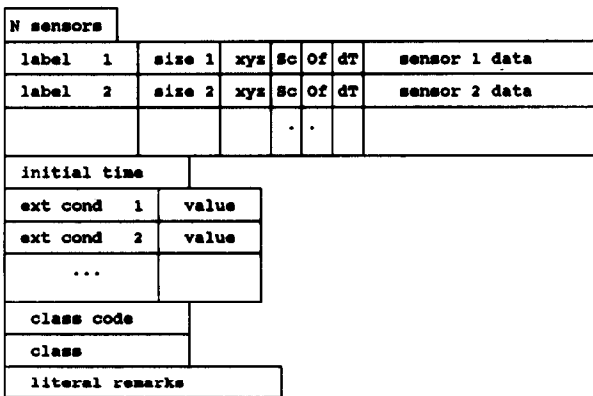 N sensors
label 1 size 1 xyz Sc Of dT sensor 1 data
label 2 size 2 xyz Sc Of dT sensor 2 data
. .
initial time
ext cond 1 value
ext cond 2 value
...
class code
class
literal remarks